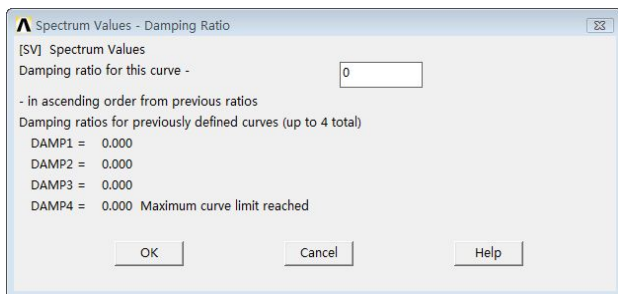 Spectrum Values - Damping Ratio
[SV] Spectrum Values
Damping ratio for this curve - 0
- in ascending order from previous ratios
Damping ratios for previously defined curves (up to 4 total)
DAMP1 = 0.000
DAMP2 = 0.000
DAMP3 = 0.000
DAMP4 = 0.000 Maximum curve limit reached
OK Cancel Help